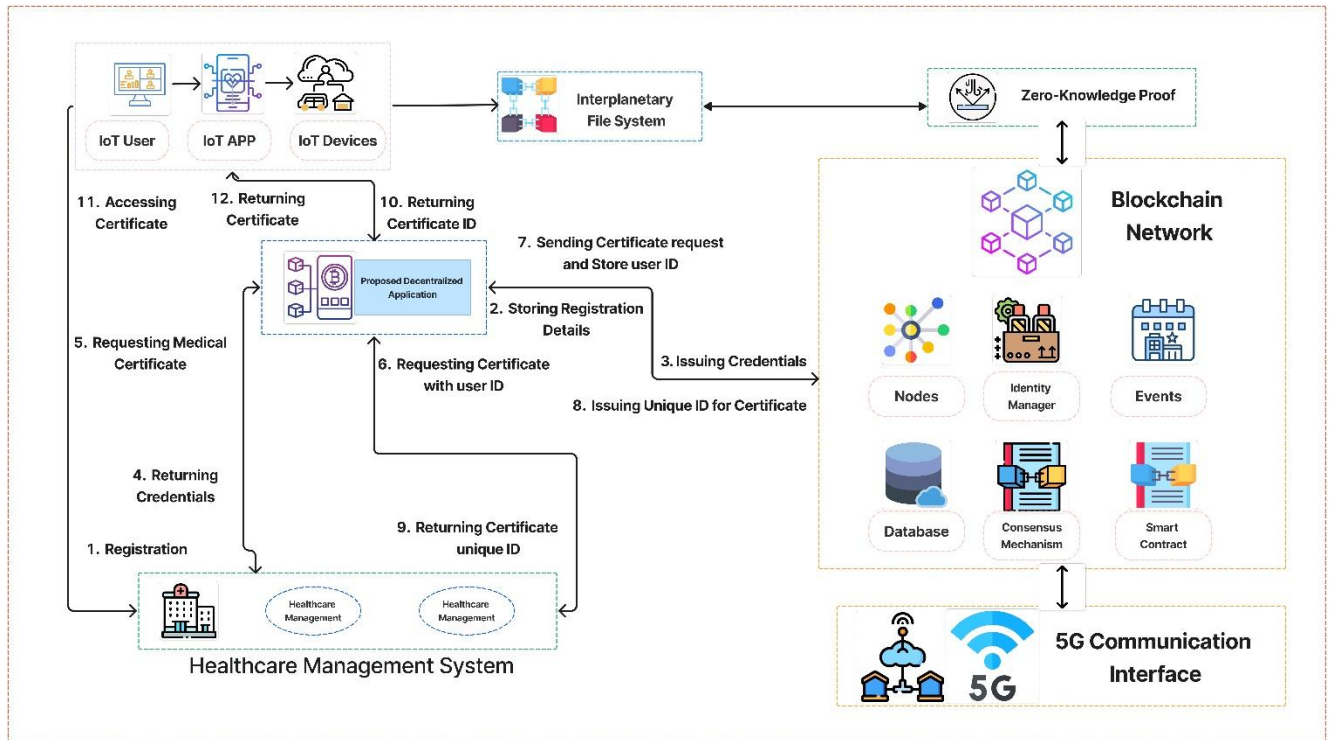 IoT User
IoT APP
IoT Devices
Interplanetary
File System
Zero-Knowledge Proof
11. Accessing
Certificate
12. Returning
Certificate
10. Returning
Certificate ID
Blockchain
Network
7. Sending Certificate request
and Store user ID
Proposed Decentralized
Application
2. Storing Registration
Details
5. Requesting Medical
Certificate
6. Requesting Certificate
with user ID
3. Issuing Credentials
8. Issuing Unique ID for Certificate
Nodes
Identity
Manager
Events
4. Returning
Credentials
9. Returning Certificate
unique ID
Database
Consensus
Mechanism
Smart
Contract
1. Registration
Healthcare
Management
Healthcare
Management
Healthcare Management System
5G
5G Communication
Interface